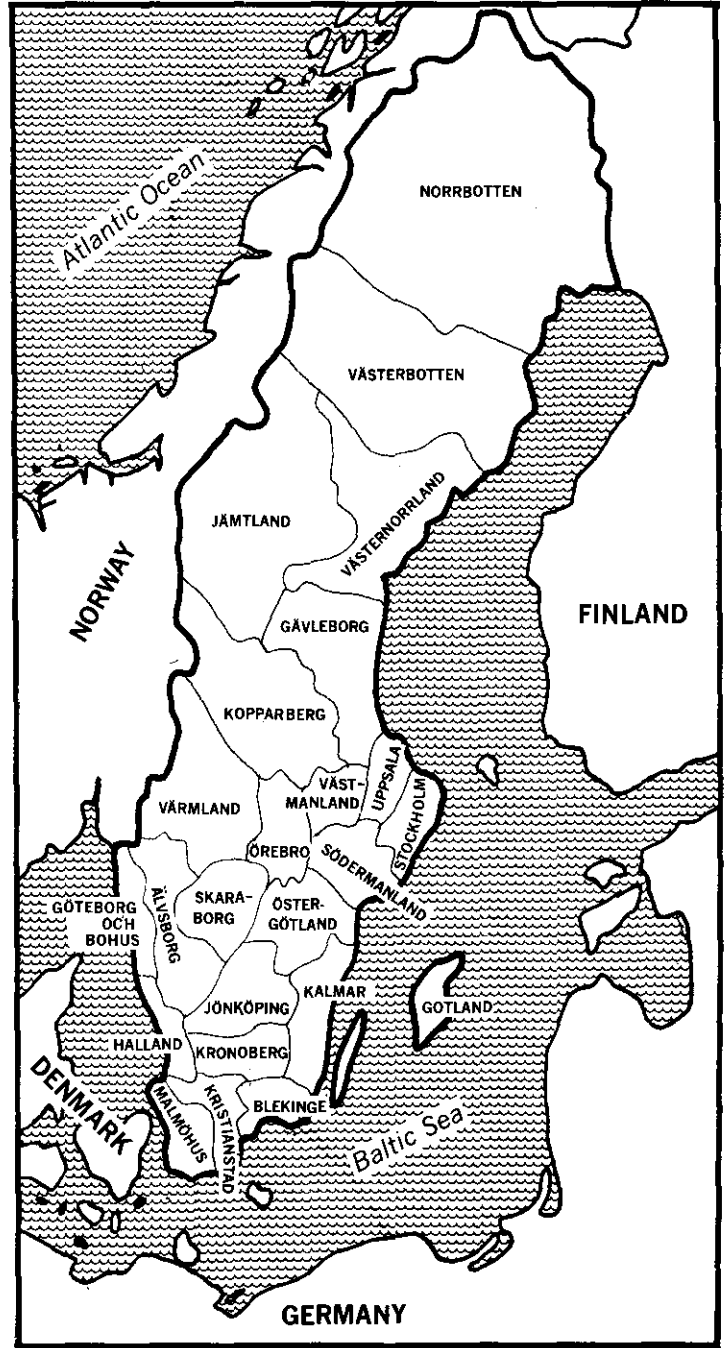 NORRBOTTEN
Atlantic Ocean
VÄSTERBOTTEN
JÄMTLAND
VÄSTERNORRLAND
NORWAY
FINLAND
GÄVLEBORG
KOPPARBERG
UPPSALA
VÄST-
MANLAND
STOCKHOLM
VÄRMLAND
ÖREBRO
SÖDERMANLAND
ÄLVSBORG
SKARA-
BORG
ÖSTER-
GÖTLAND
GÖTEBORG
OCH
BOHUS
KALMAR
GOTLAND
JÖNKÖPING
HALLAND
KRONOBERG
DENMARK
MALMÖHUS
KRISTIANSTAD
BLEKINGE
Baltic Sea
GERMANY